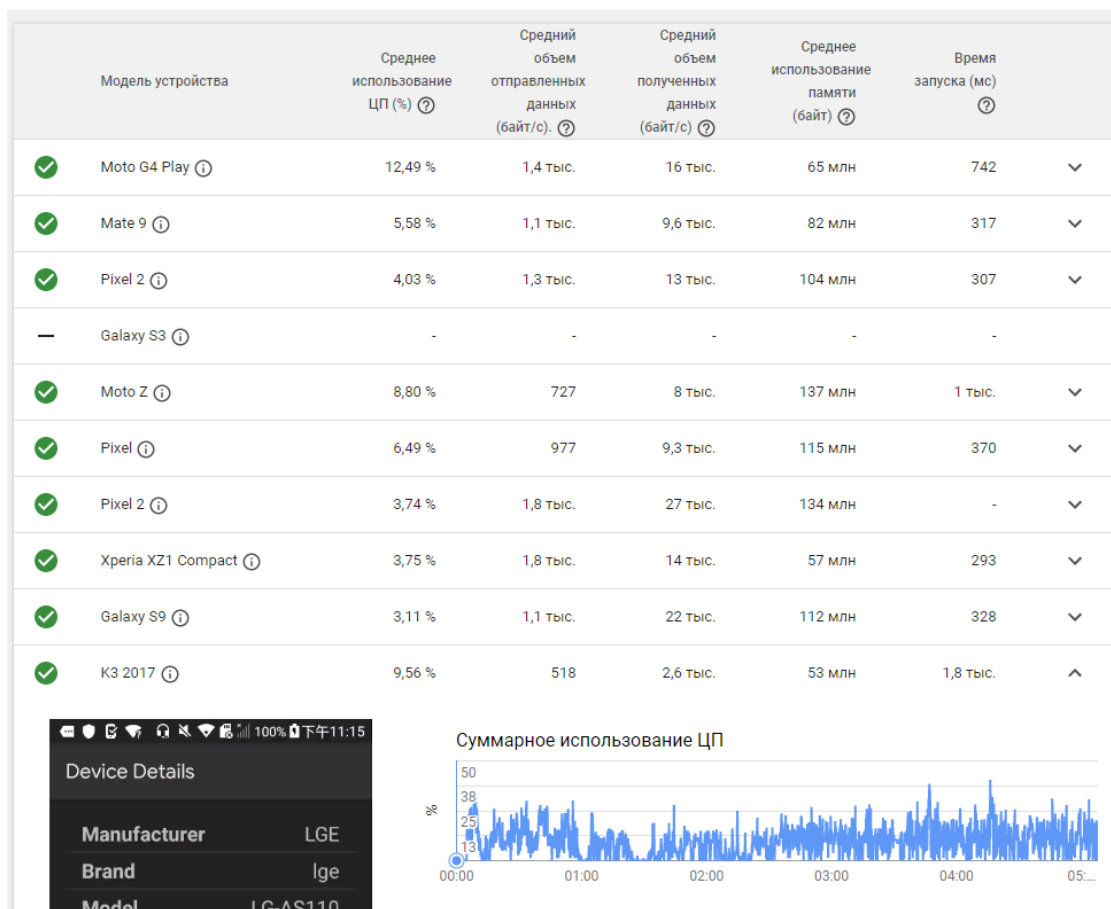 Модель устройства
Среднее
использование
ЦП (%)
Средний
объем
отправленных
данных
(байт/с).
Средний
объем
полученных
данных
(байт/с)
Среднее
использование
памяти
(байт)
Время
запуска (мс)
Moto G4 Play 12,49 % 1,4 тыс. 16 тыс. 65 млн 742
Mate 9 5,58 % 1,1 тыс. 9,6 тыс. 82 млн 317
Pixel 2 4,03 % 1,3 тыс. 13 тыс. 104 млн 307
Galaxy S3 - - - - -
Moto Z 8,80 % 727 8 тыс. 137 млн 1 тыс.
Pixel 6,49 % 977 9,3 тыс. 115 млн 370
Pixel 2 3,74 % 1,8 тыс. 27 тыс. 134 млн -
Xperia XZ1 Compact 3,75 % 1,8 тыс. 14 тыс. 57 млн 293
Galaxy S9 3,11 % 1,1 тыс. 22 тыс. 112 млн 328
K3 2017 9,56 % 518 2,6 тыс. 53 млн 1,8 тыс.
100% 下午11:15
Device Details
Manufacturer LGE
Brand lge
Model LG-AS110
Суммарное использование ЦП
%
50
38
25
13
00:00 01:00 02:00 03:00 04:00 05:...